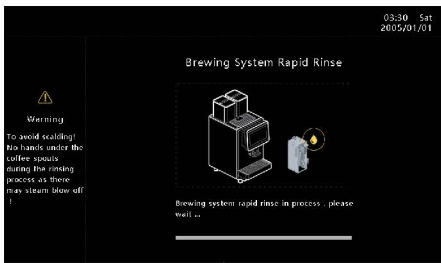 03:30 Sat
2005/01/01
Brewing System Rapid Rinse
Warning
To avoid scalding!
No hands under the
coffee spouts
during the rinsing
process as there
may steam blow off
!
Brewing system rapid rinse in process , please
wait ...